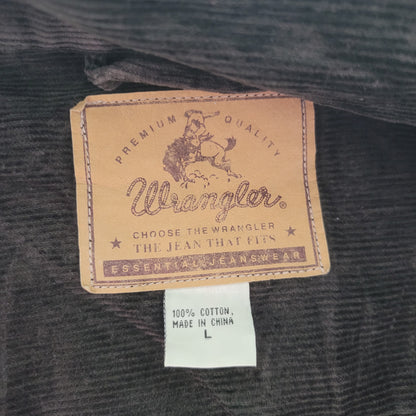 PREMIUM QUALITY
Wrangler
CHOOSE THE WRANGLER
★ THE JEAN THAT FITS ★
ESSENTIAL JEANSWEAR
100% COTTON,
MADE IN CHINA
L